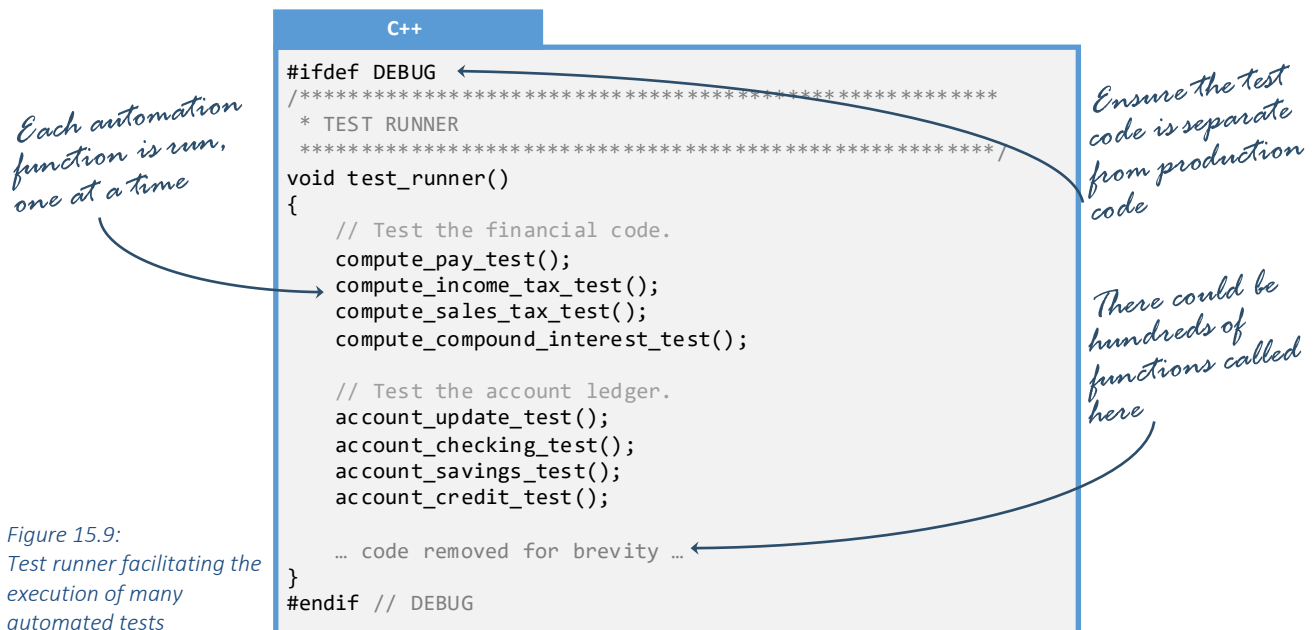 C++
#ifdef DEBUG
/*********************************************************
 * TEST RUNNER
 *********************************************************/
void test_runner()
{
    // Test the financial code.
    compute_pay_test();
    compute_income_tax_test();
    compute_sales_tax_test();
    compute_compound_interest_test();

    // Test the account ledger.
    account_update_test();
    account_checking_test();
    account_savings_test();
    account_credit_test();

    … code removed for brevity …
}
#endif // DEBUG
Each automation
function is run,
one at a time
Ensure the test
code is separate
from production
code
There could be
hundreds of
functions called
here
Figure 15.9:
Test runner facilitating the
execution of many
automated tests